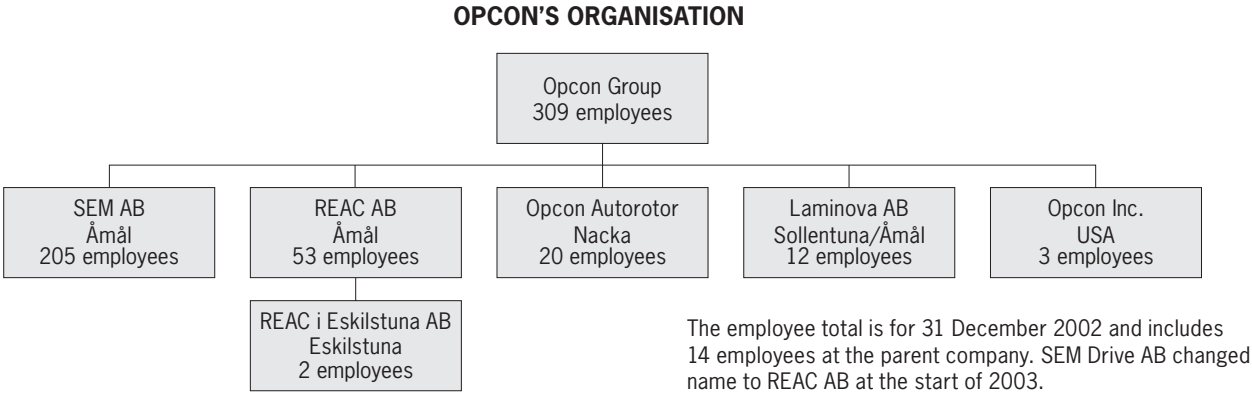 OPCON'S ORGANISATION
Opcon Group
309 employees
SEM AB
Åmål
205 employees
REAC AB
Åmål
53 employees
Opcon Autorotor
Nacka
20 employees
Laminova AB
Sollentuna/Åmål
12 employees
Opcon Inc.
USA
3 employees
REAC i Eskilstuna AB
Eskilstuna
2 employees
The employee total is for 31 December 2002 and includes
14 employees at the parent company. SEM Drive AB changed
name to REAC AB at the start of 2003.